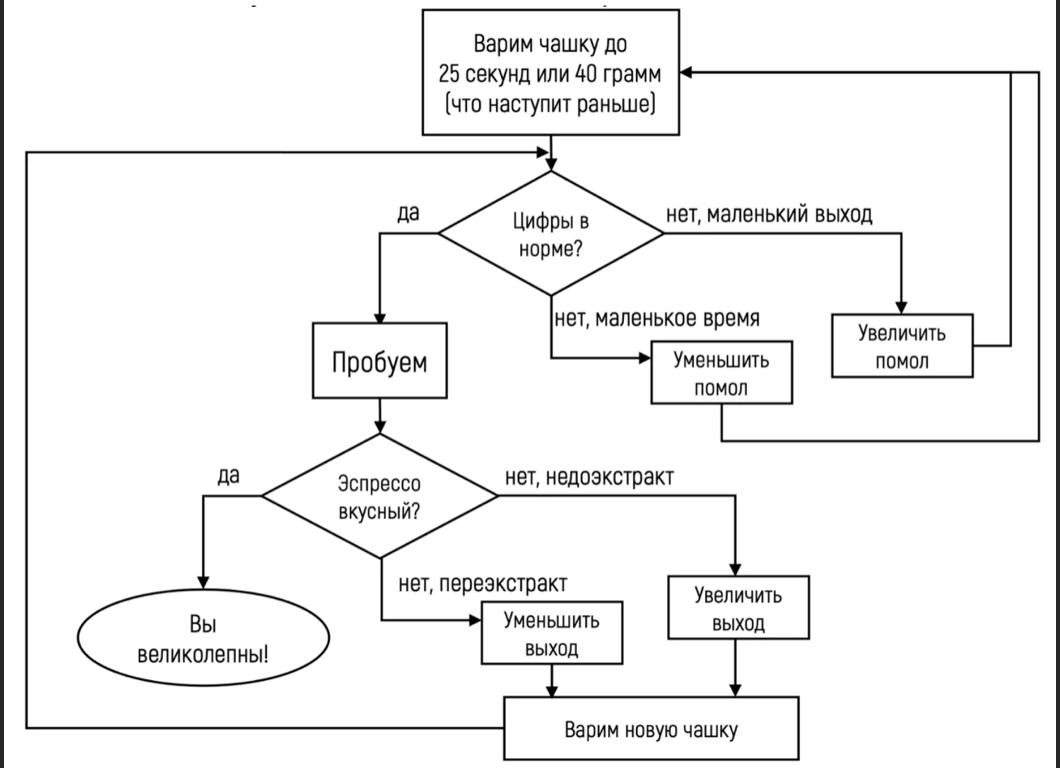 Варим чашку до
25 секунд или 40 грамм
(что наступит раньше)
да
Цифры в
норме?
нет, маленький выход
нет, маленькое время
Увеличить
помол
Уменьшить
помол
Пробуем
да
Эспрессо
вкусный?
нет, недоэкстракт
нет, переэкстракт
Увеличить
выход
Уменьшить
выход
Вы
великолепны!
Варим новую чашку